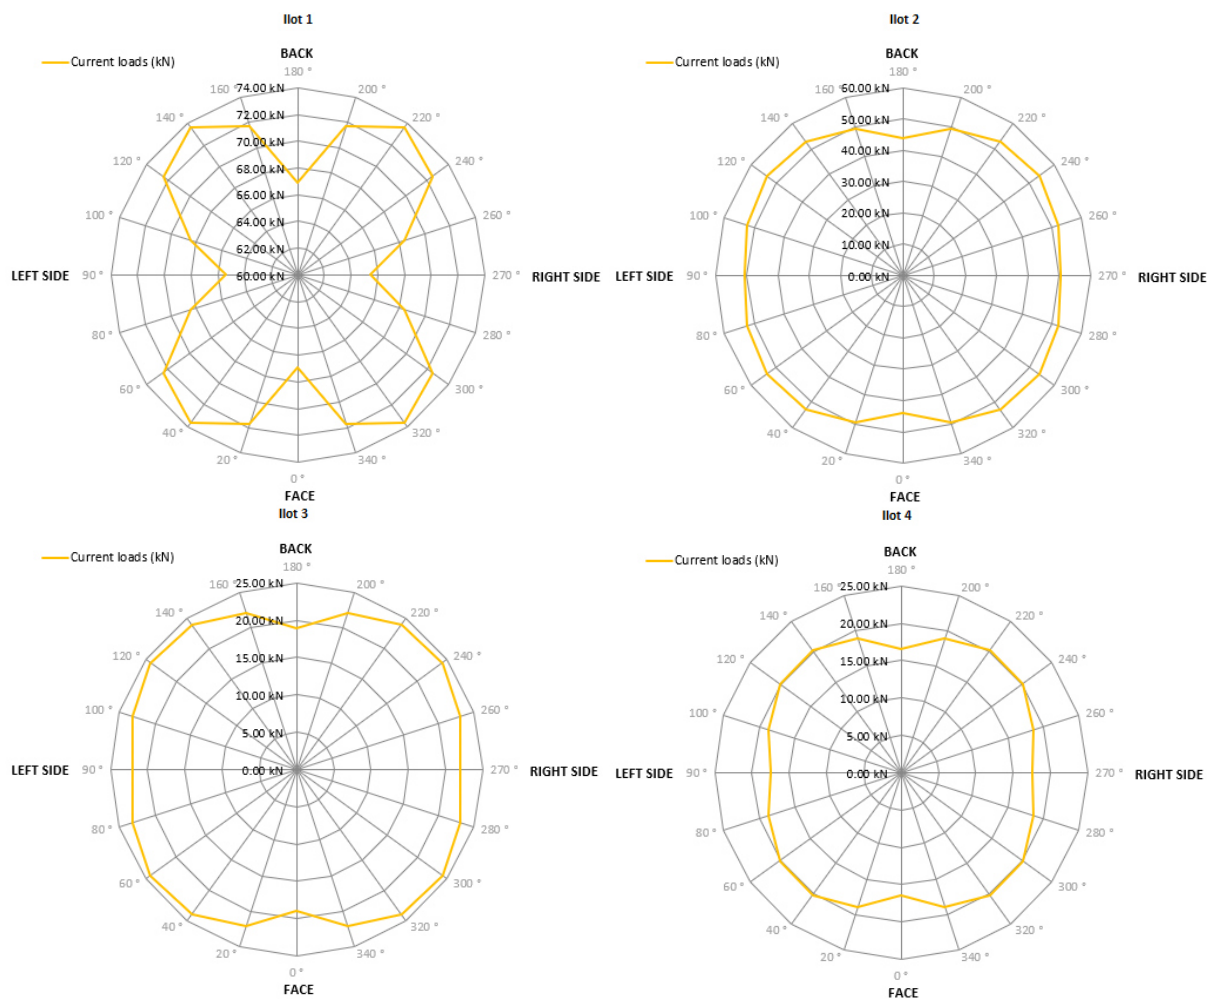 Ilot 1
Current loads (kN)
BACK
180 °
160 °
200 °
140 °
220 °
120 °
240 °
100 °
260 °
LEFT SIDE
90 °
270 °
RIGHT SIDE
80 °
280 °
60 °
300 °
40 °
320 °
20 °
340 °
0 °
FACE
74.00 kN
72.00 kN
70.00 kN
68.00 kN
66.00 kN
64.00 kN
62.00 kN
60.00 kN
Ilot 2
Current loads (kN)
BACK
180 °
160 °
200 °
140 °
220 °
120 °
240 °
100 °
260 °
LEFT SIDE
90 °
270 °
RIGHT SIDE
80 °
280 °
60 °
300 °
40 °
320 °
20 °
340 °
0 °
FACE
60.00 kN
50.00 kN
40.00 kN
30.00 kN
20.00 kN
10.00 kN
0.00 kN
Ilot 3
Current loads (kN)
BACK
180 °
160 °
200 °
140 °
220 °
120 °
240 °
100 °
260 °
LEFT SIDE
90 °
270 °
RIGHT SIDE
80 °
280 °
60 °
300 °
40 °
320 °
20 °
340 °
0 °
FACE
25.00 kN
20.00 kN
15.00 kN
10.00 kN
5.00 kN
0.00 kN
Ilot 4
Current loads (kN)
BACK
180 °
160 °
200 °
140 °
220 °
120 °
240 °
100 °
260 °
LEFT SIDE
90 °
270 °
RIGHT SIDE
80 °
280 °
60 °
300 °
40 °
320 °
20 °
340 °
0 °
FACE
25.00 kN
20.00 kN
15.00 kN
10.00 kN
5.00 kN
0.00 kN